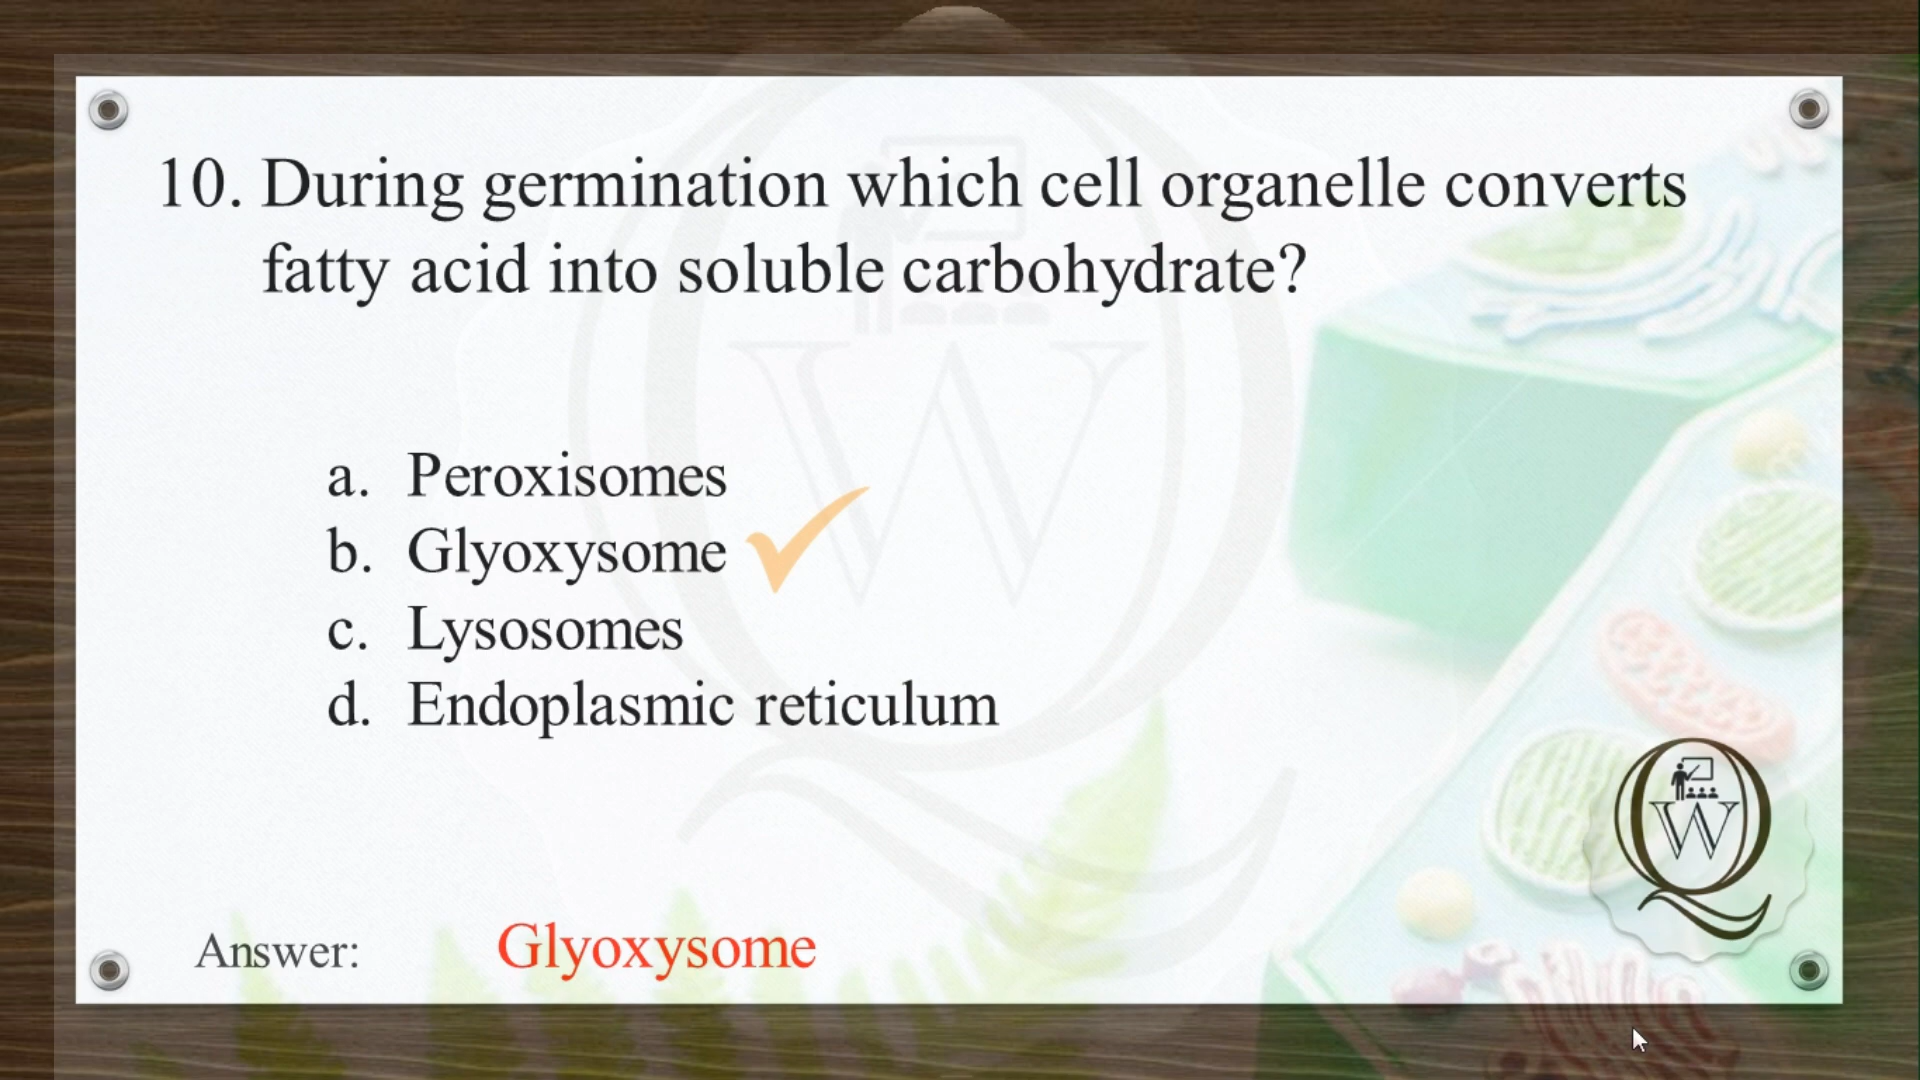 10. During germination which cell organelle converts
fatty acid into soluble carbohydrate?
a. Peroxisomes
b. Glyoxysome
c. Lysosomes
d. Endoplasmic reticulum
QW
Answer: Glyoxysome